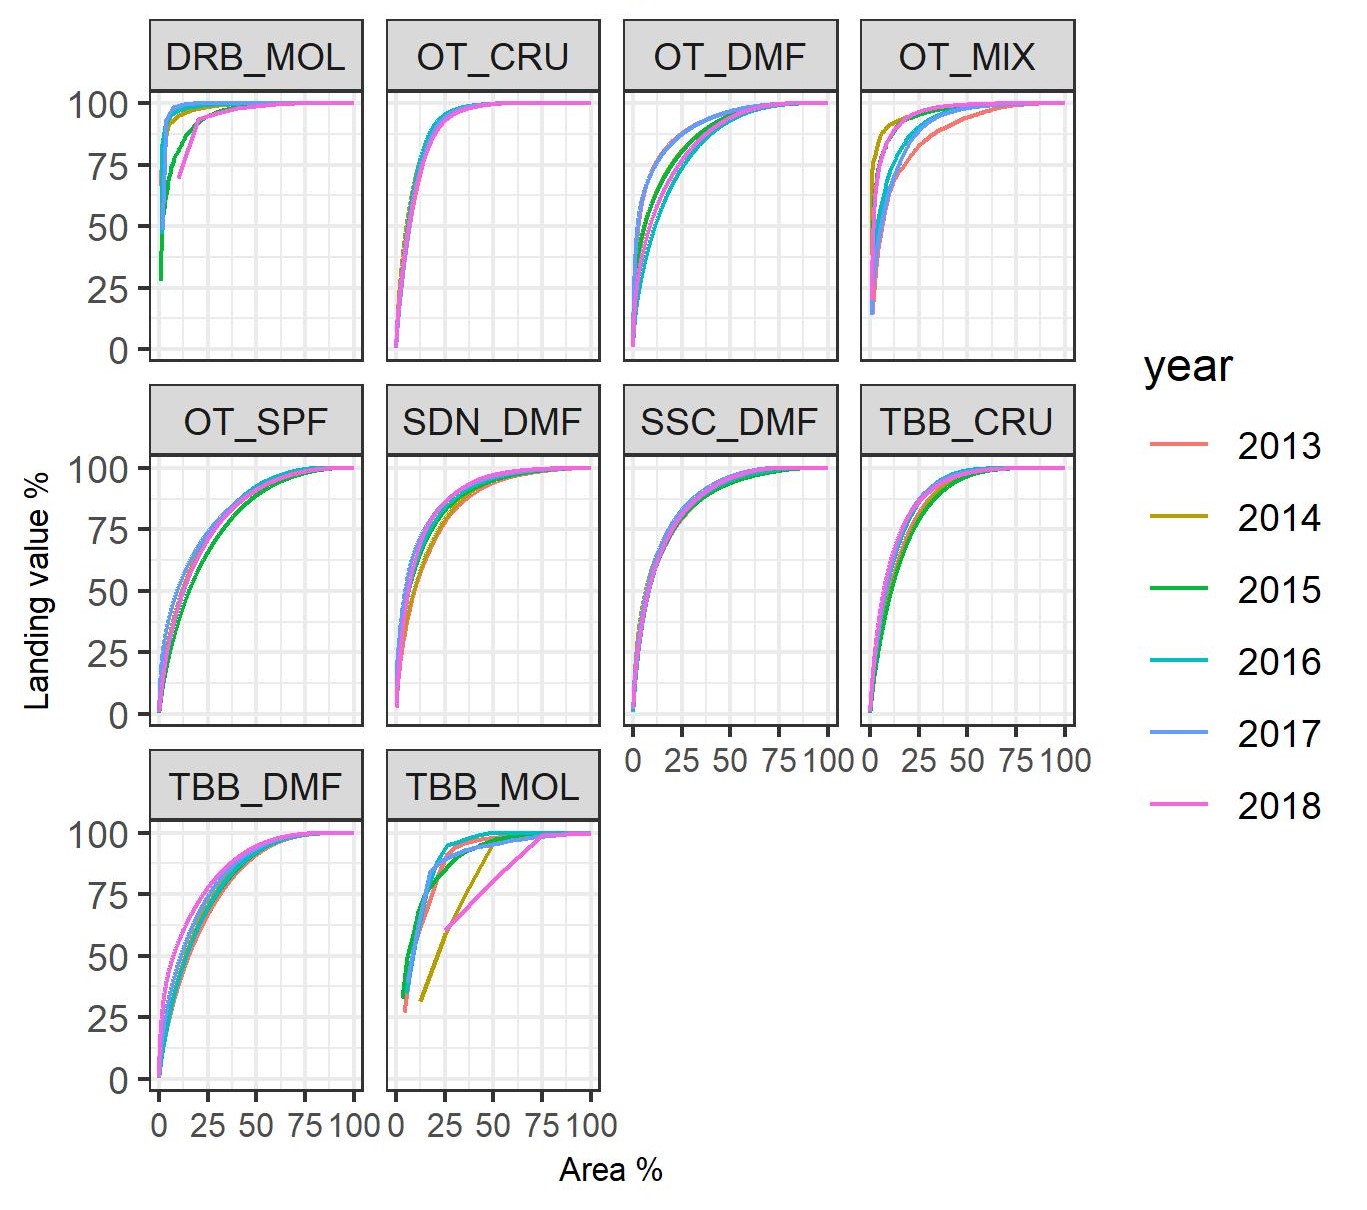 DRB_MOL OT_CRU OT_DMF OT_MIX
100
75
50
25
0
OT_SPF SDN_DMF SSC_DMF TBB_CRU
100
75
50
25
0
0 25 50 75 100 0 25 50 75 100
TBB_DMF TBB_MOL
100
75
50
25
0
0 25 50 75 100 0 25 50 75 100
Area %
Landing value %
year
2013
2014
2015
2016
2017
2018